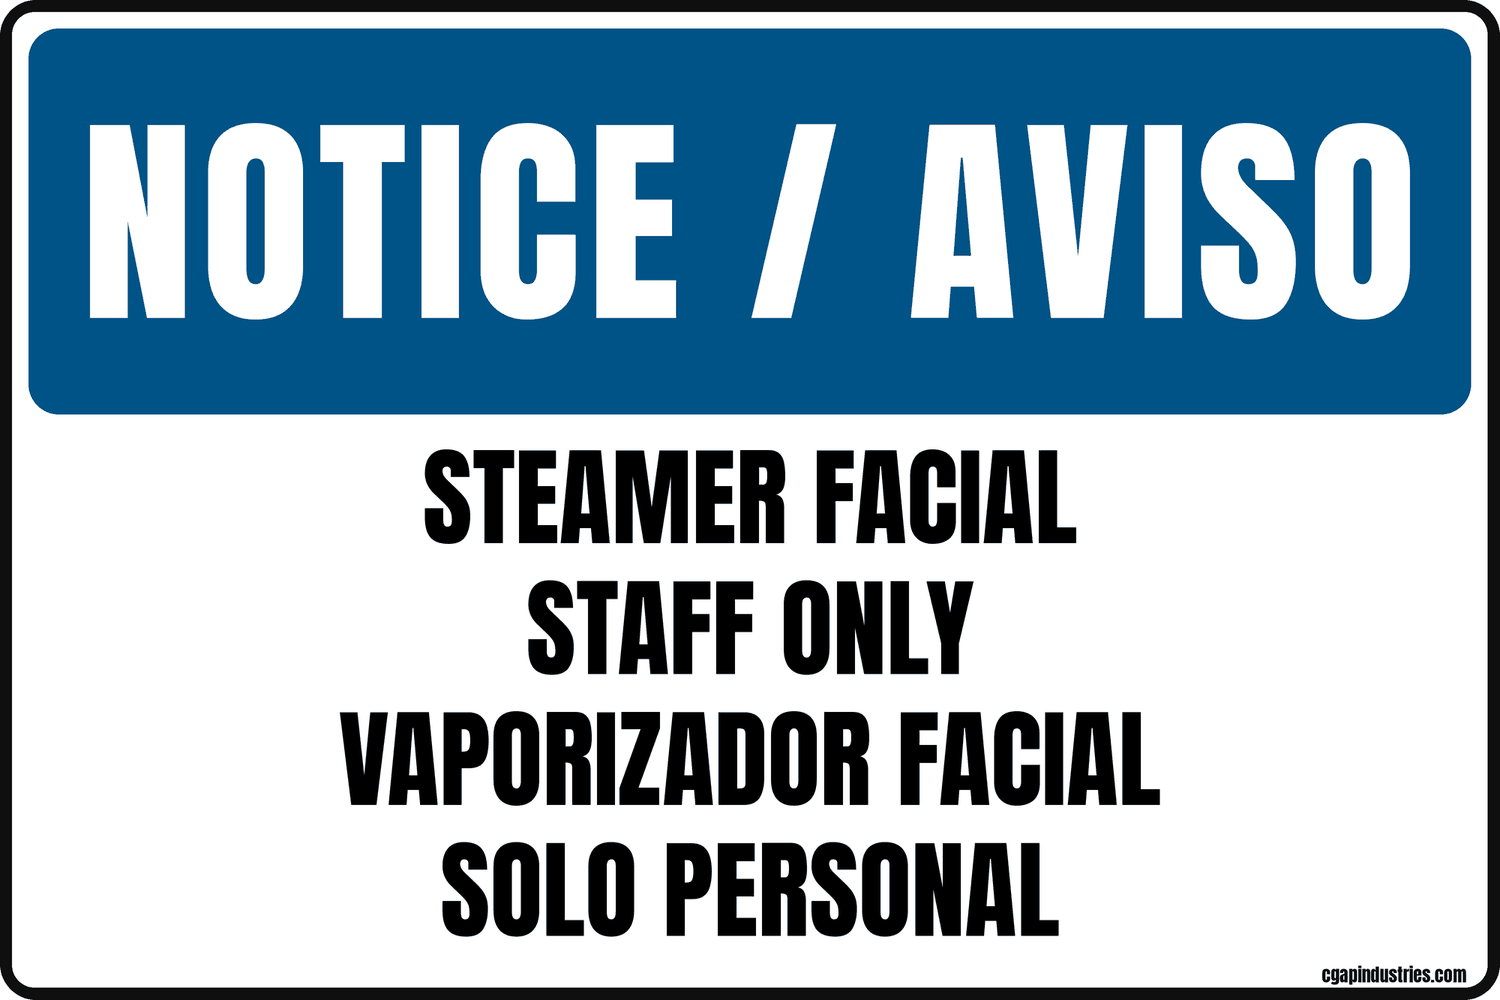 NOTICE / AVISO
STEAMER FACIAL
STAFF ONLY
VAPORIZADOR FACIAL
SOLO PERSONAL
cgapindustries.com